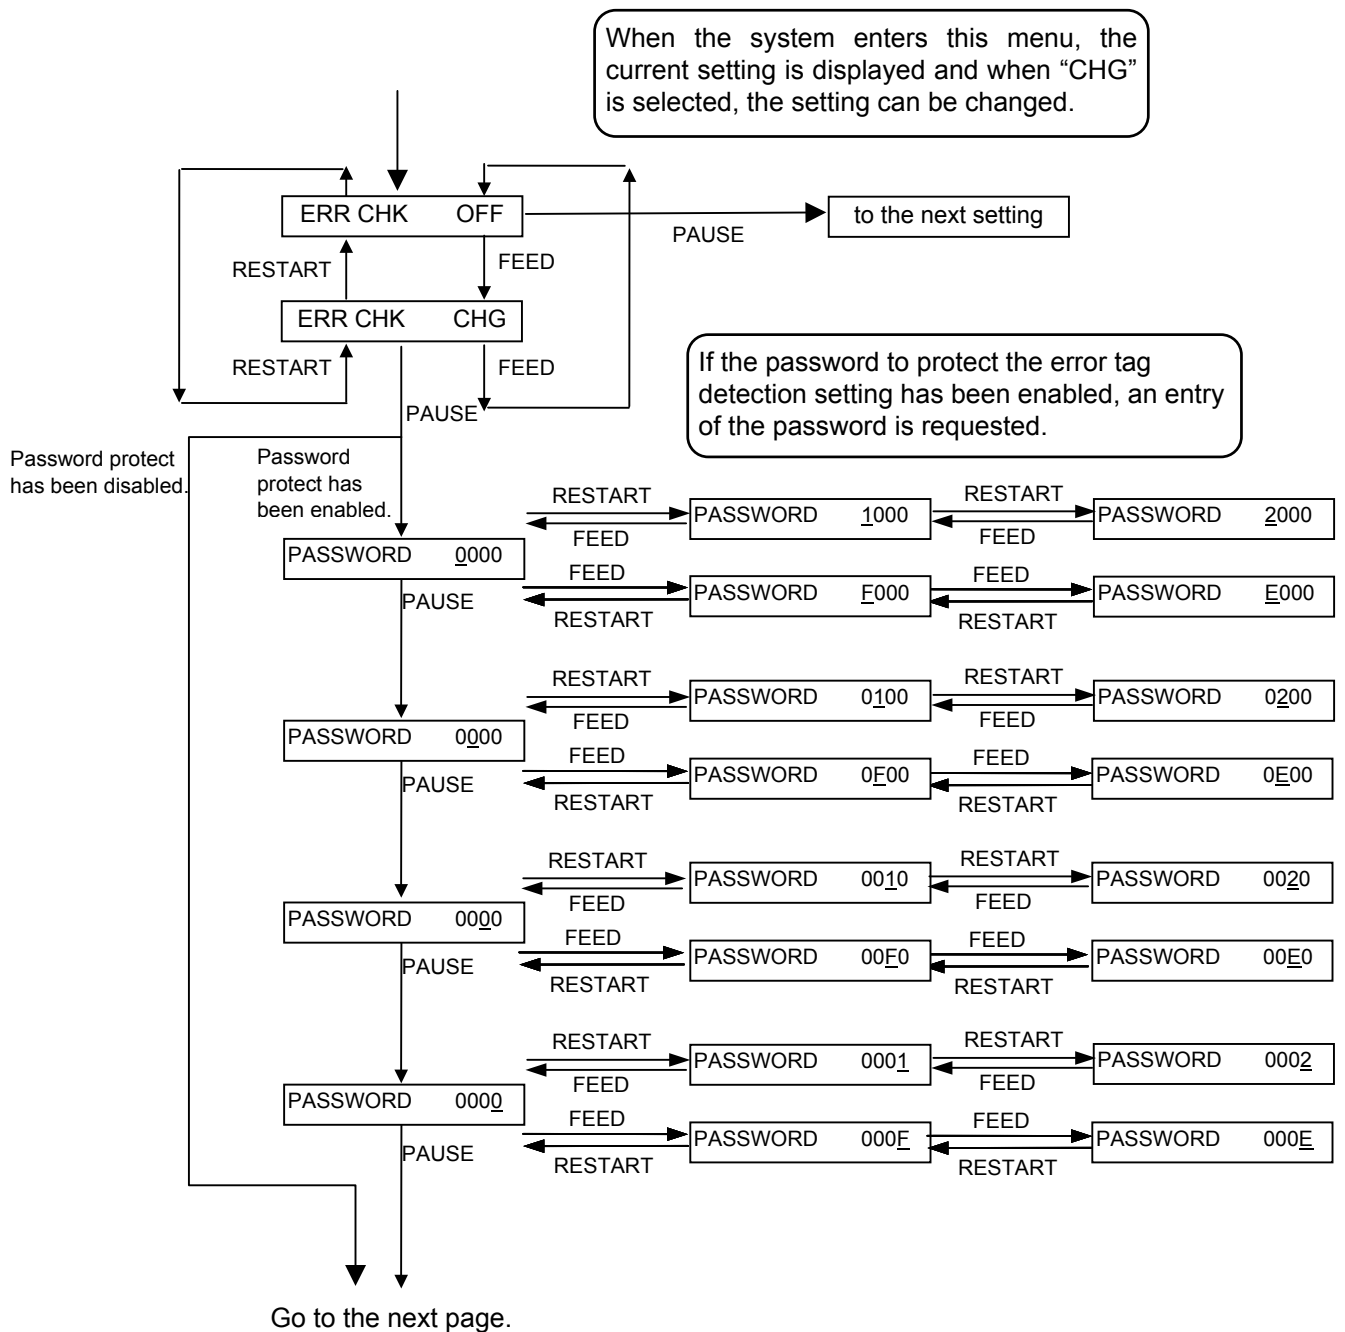 When the system enters this menu, the
current setting is displayed and when “CHG”
is selected, the setting can be changed.
ERR CHK OFF
PAUSE
to the next setting
RESTART
FEED
ERR CHK CHG
RESTART
FEED
PAUSE
If the password to protect the error tag
detection setting has been enabled, an entry
of the password is requested.
Password protect
has been disabled.
Password
protect has
been enabled.
RESTART
FEED
PASSWORD 1000
RESTART
FEED
PASSWORD 2000
PASSWORD 0000
PAUSE
FEED
RESTART
PASSWORD F000
FEED
RESTART
PASSWORD E000
RESTART
FEED
PASSWORD 0100
RESTART
FEED
PASSWORD 0200
PASSWORD 0000
PAUSE
FEED
RESTART
PASSWORD 0F00
FEED
RESTART
PASSWORD 0E00
RESTART
FEED
PASSWORD 0010
RESTART
FEED
PASSWORD 0020
PASSWORD 0000
PAUSE
FEED
RESTART
PASSWORD 00F0
FEED
RESTART
PASSWORD 00E0
RESTART
FEED
PASSWORD 0001
RESTART
FEED
PASSWORD 0002
PASSWORD 0000
PAUSE
FEED
RESTART
PASSWORD 000F
FEED
RESTART
PASSWORD 000E
Go to the next page.